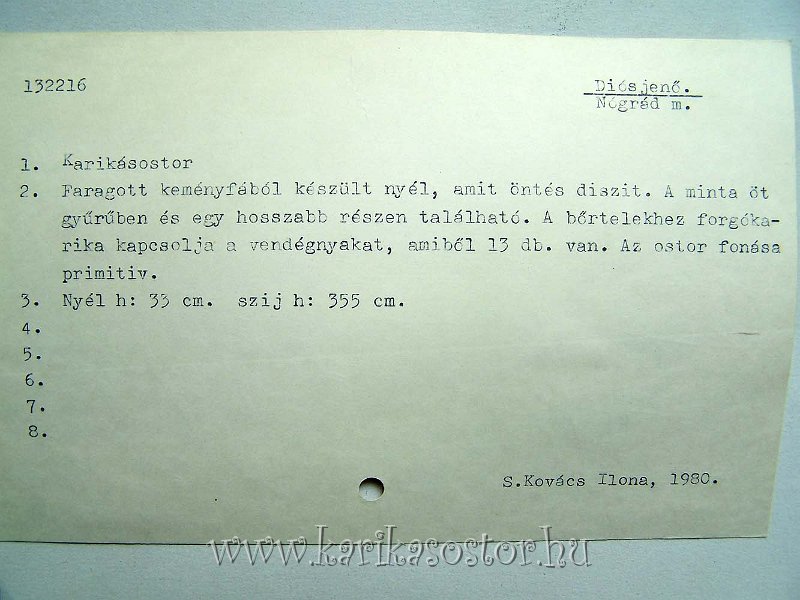 132216
Diósjenő.
Nógrád m.
1. Karikásostor
2. Faragott keményfából készült nyél, amit öntés diszit. A minta öt
gyűrűben és egy hosszabb részen található. A bőrtelekhez forgóka-
rika kapcsolja a vendégnyakat, amiből 13 db. van. Az ostor fonása
primitiv.
3. Nyél h: 33 cm. szij h: 355 cm.
4.
5.
6.
7.
8.
S.Kovács Ilona, 1980.
www.karikasostor.hu